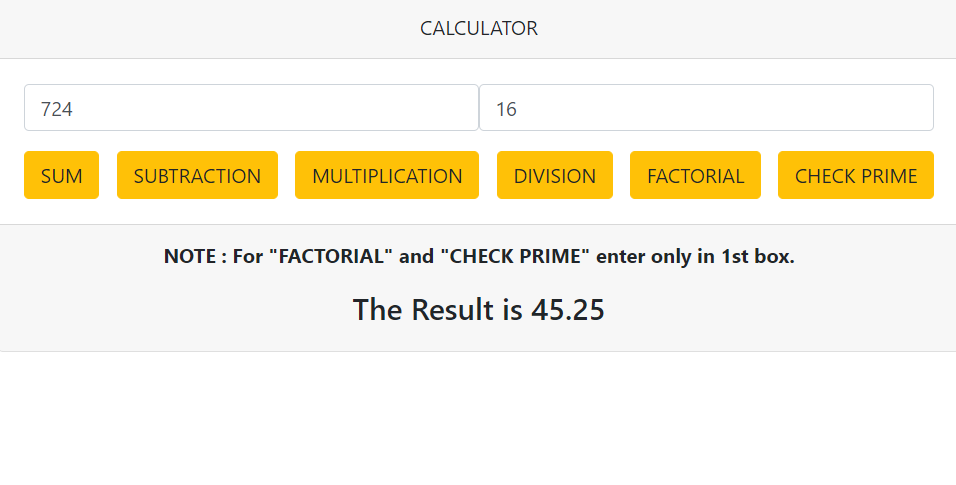 CALCULATOR
724 16
SUM SUBTRACTION MULTIPLICATION DIVISION FACTORIAL CHECK PRIME
NOTE : For "FACTORIAL" and "CHECK PRIME" enter only in 1st box.
The Result is 45.25